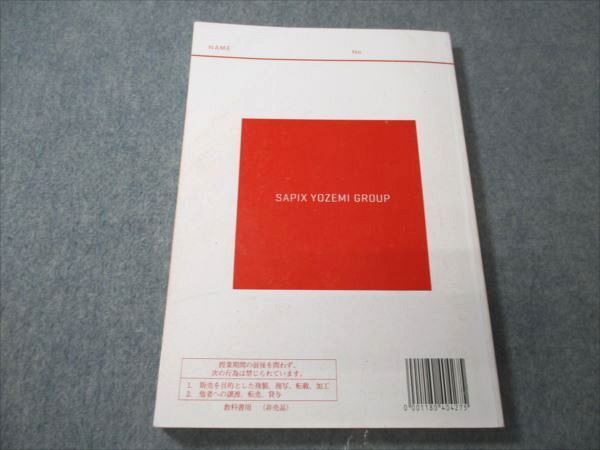 NAME No.
SAPIX YOZEMI GROUP
授業期間の前後を問わず、
次の行為は禁じられています。
1. 販売を目的とした複製、複写、転載、加工
2. 他者への譲渡、転売、貸与
教科書用 (非売品)
0001180404275